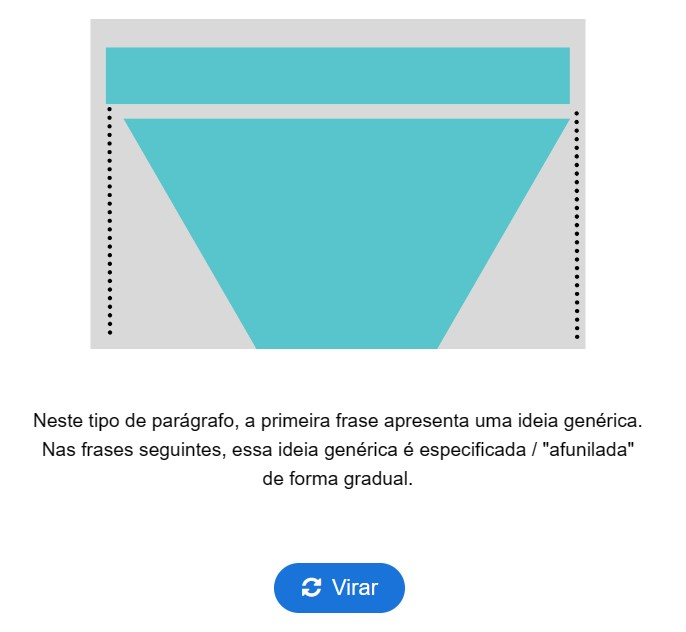 Neste tipo de parágrafo, a primeira frase apresenta uma ideia genérica.
Nas frases seguintes, essa ideia genérica é especificada / "afunilada"
de forma gradual.
Virar